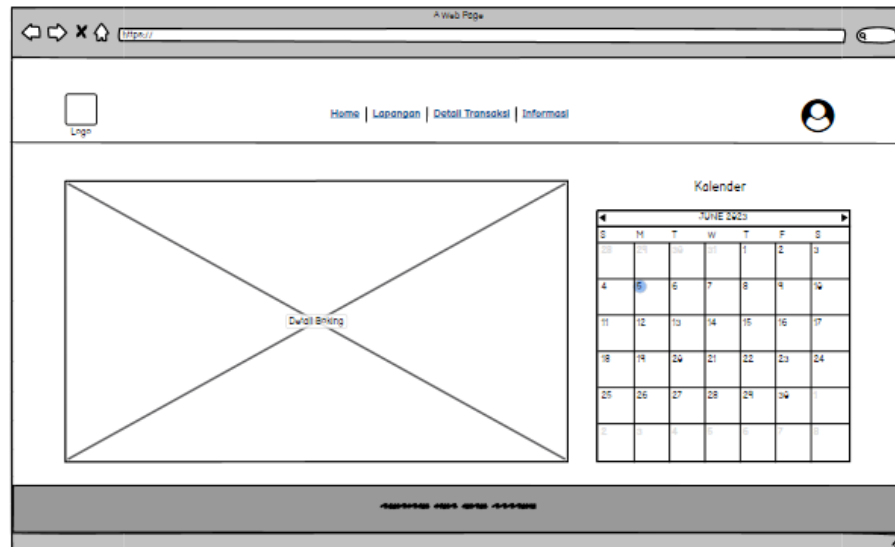 A Web Page
https://
Home | Lapangan | Detail Transaksi | Informasi
Logo
Kalender
JUNE 2023
S M T W T F S
28 29 30 31 1 2 3
4 5 6 7 8 9 10
11 12 13 14 15 16 17
18 19 20 21 22 23 24
25 26 27 28 29 30 1
2 3 4 5 6 7 8
Detail Boking